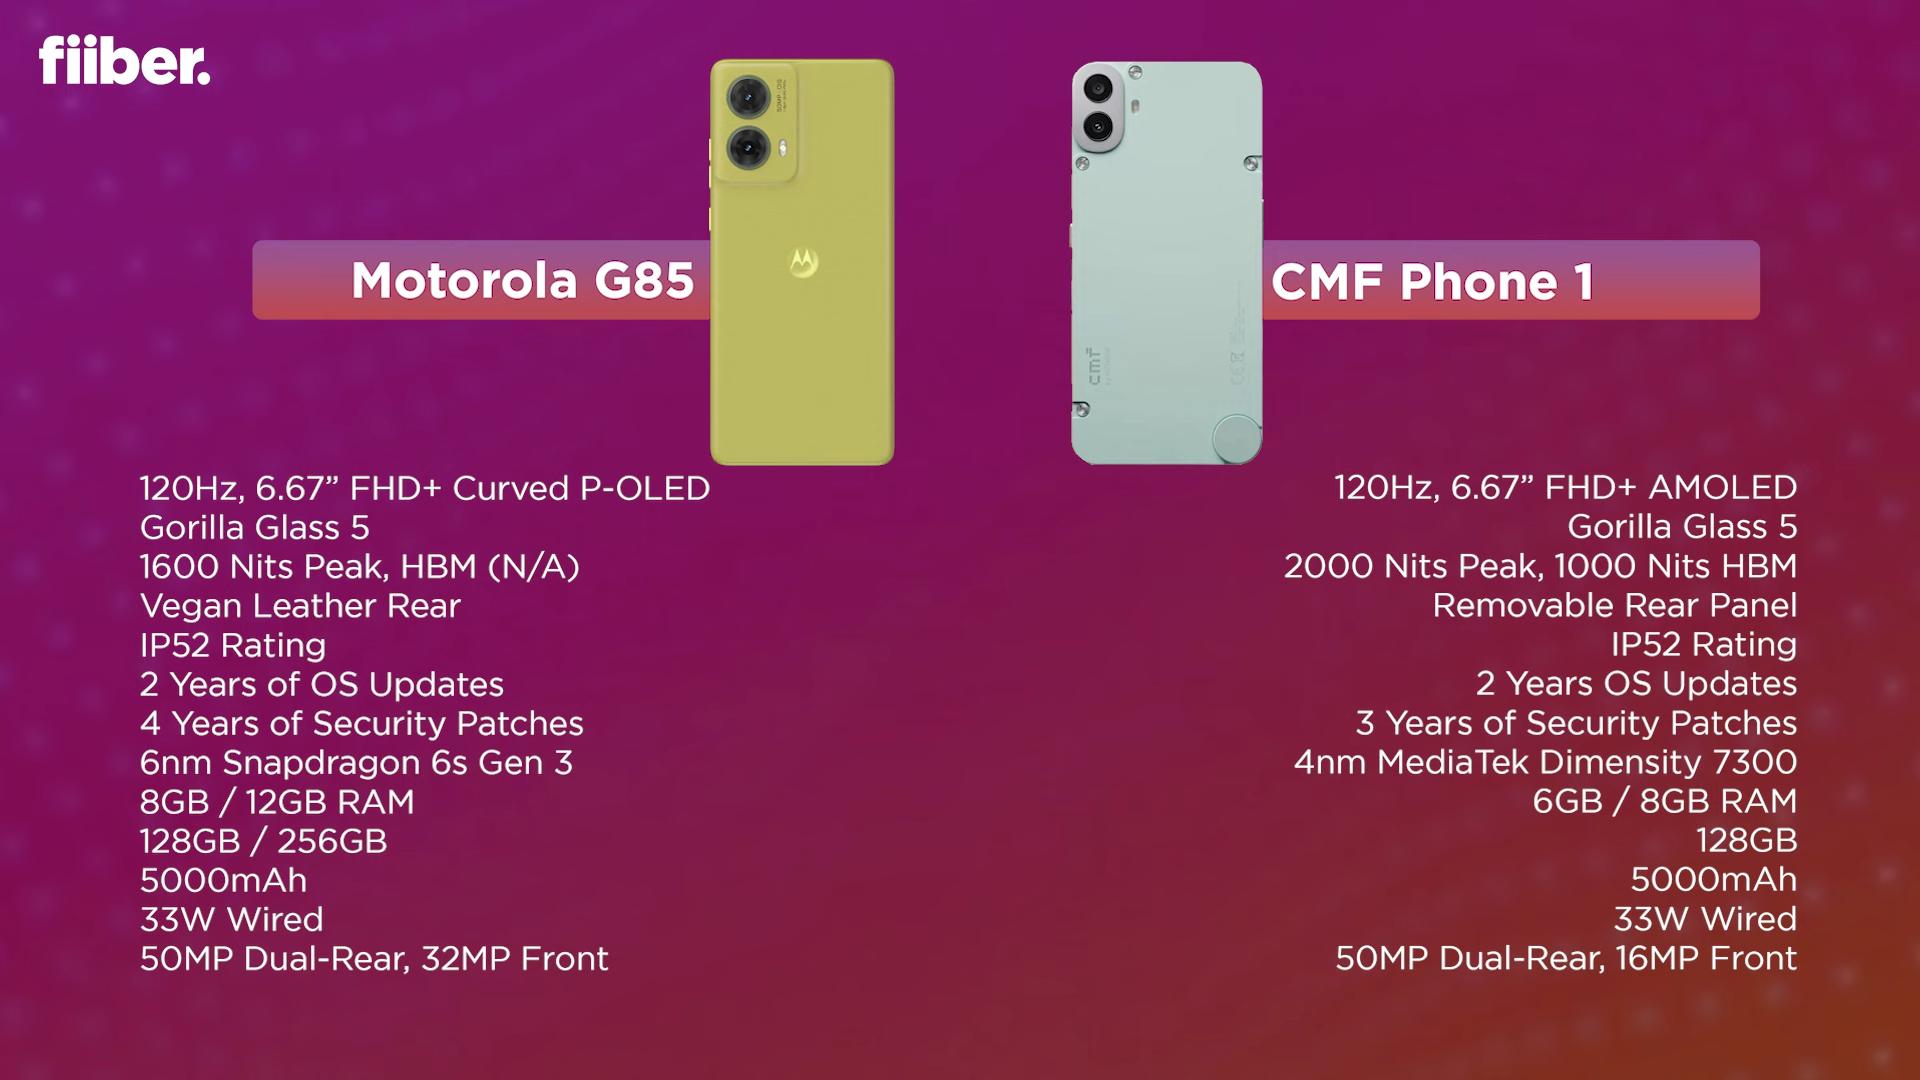 fiiber.
50MP OIS
Motorola G85
CMF Phone 1
cmf
120Hz, 6.67” FHD+ Curved P-OLED
Gorilla Glass 5
1600 Nits Peak, HBM (N/A)
Vegan Leather Rear
IP52 Rating
2 Years of OS Updates
4 Years of Security Patches
6nm Snapdragon 6s Gen 3
8GB / 12GB RAM
128GB / 256GB
5000mAh
33W Wired
50MP Dual-Rear, 32MP Front
120Hz, 6.67” FHD+ AMOLED
Gorilla Glass 5
2000 Nits Peak, 1000 Nits HBM
Removable Rear Panel
IP52 Rating
2 Years OS Updates
3 Years of Security Patches
4nm MediaTek Dimensity 7300
6GB / 8GB RAM
128GB
5000mAh
33W Wired
50MP Dual-Rear, 16MP Front